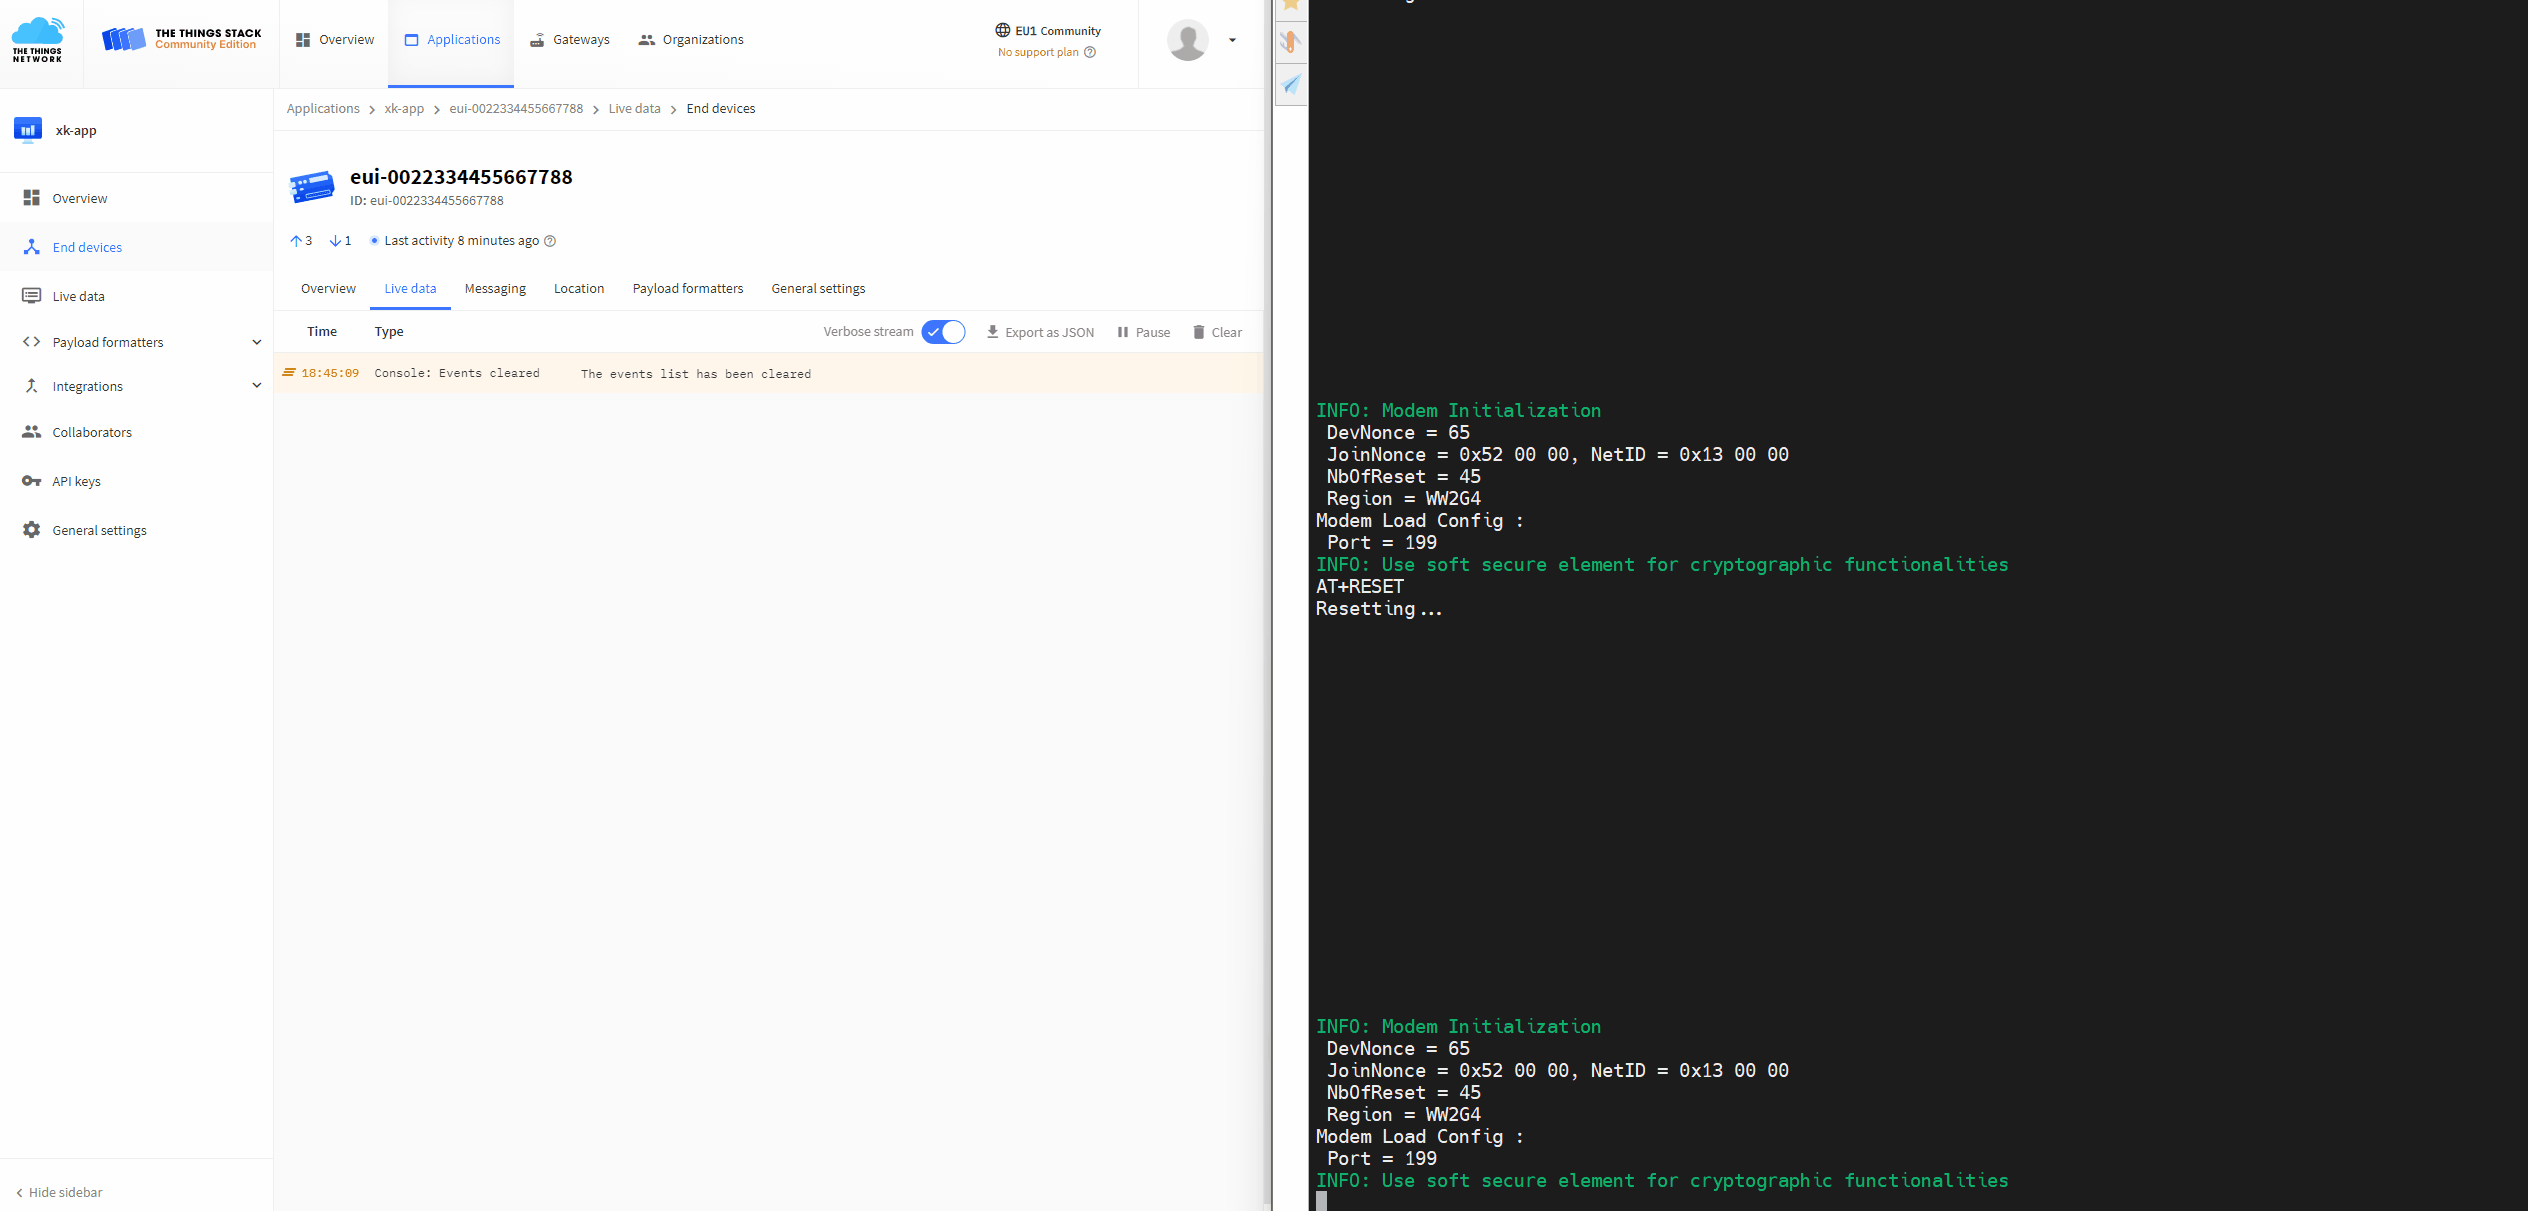 THE THINGS
NETWORK
THE THINGS STACK
Community Edition
Overview
Applications
Gateways
Organizations
EU1 Community
No support plan
xk-app
Overview
End devices
Live data
Payload formatters
Integrations
Collaborators
API keys
General settings
Hide sidebar
Applications > xk-app > eui-0022334455667788 > Live data > End devices
eui-0022334455667788
ID: eui-0022334455667788
3 1 Last activity 8 minutes ago
Overview Live data Messaging Location Payload formatters General settings
Time Type Verbose stream Export as JSON Pause Clear
18:45:09 Console: Events cleared The events list has been cleared
INFO: Modem Initialization
DevNonce = 65
JoinNonce = 0x52 00 00, NetID = 0x13 00 00
NbOfReset = 45
Region = WW2G4
Modem Load Config :
Port = 199
INFO: Use soft secure element for cryptographic functionalities
AT+RESET
Resetting...
INFO: Modem Initialization
DevNonce = 65
JoinNonce = 0x52 00 00, NetID = 0x13 00 00
NbOfReset = 45
Region = WW2G4
Modem Load Config :
Port = 199
INFO: Use soft secure element for cryptographic functionalities